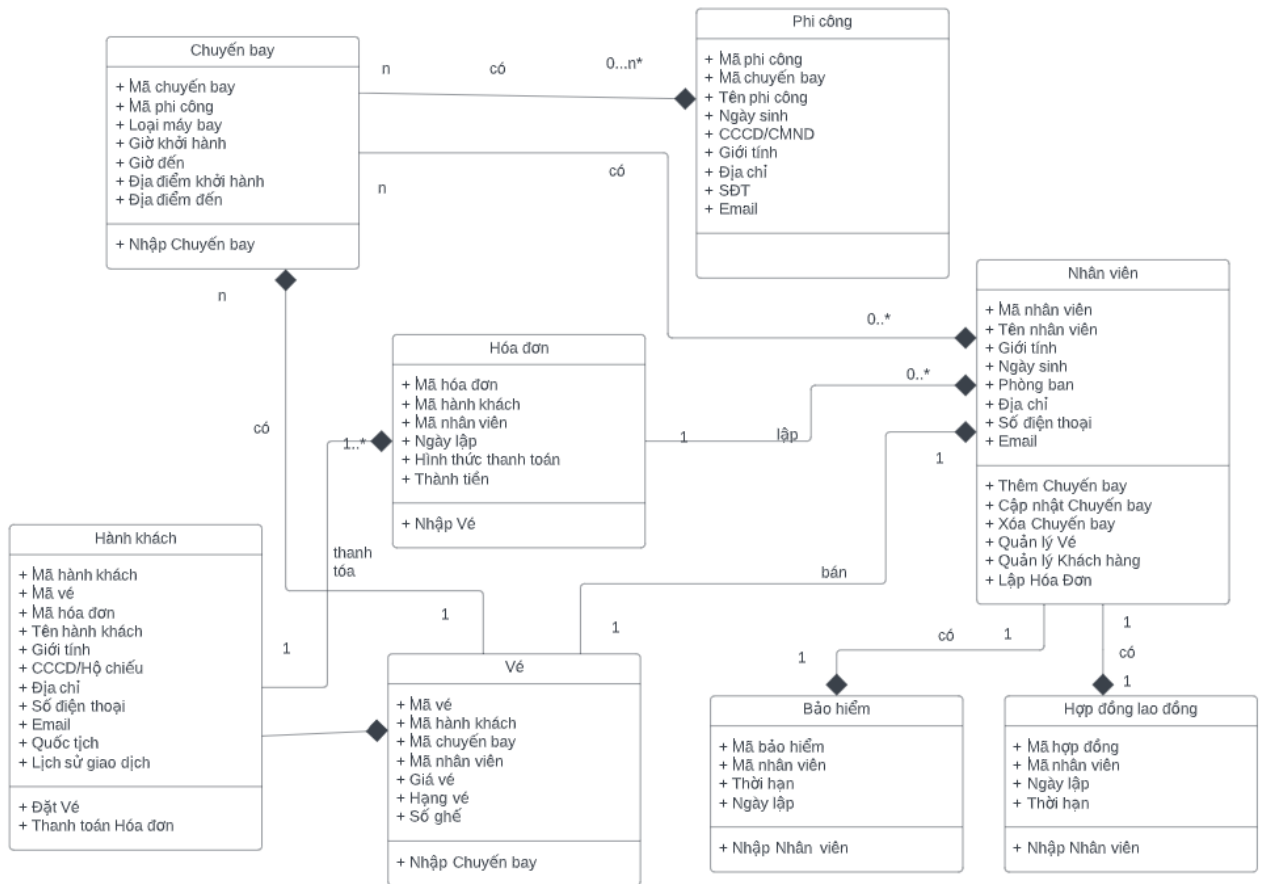 Chuyến bay
+ Mã chuyến bay
+ Mã phi công
+ Loại máy bay
+ Giờ khởi hành
+ Giờ đến
+ Địa điểm khởi hành
+ Địa điểm đến
+ Nhập Chuyến bay
n
có
0...n*
Phi công
+ Mã phi công
+ Mã chuyến bay
+ Tên phi công
+ Ngày sinh
+ CCCD/CMND
+ Giới tính
+ Địa chỉ
+ SĐT
+ Email
n
có
0..*
Nhân viên
+ Mã nhân viên
+ Tên nhân viên
+ Giới tính
+ Ngày sinh
+ Phòng ban
+ Địa chỉ
+ Số điện thoại
+ Email
+ Thêm Chuyến bay
+ Cập nhật Chuyến bay
+ Xóa Chuyến bay
+ Quản lý Vé
+ Quản lý Khách hàng
+ Lập Hóa Đơn
n
có
1
Hóa đơn
+ Mã hóa đơn
+ Mã hành khách
+ Mã nhân viên
+ Ngày lập
+ Hình thức thanh toán
+ Thành tiền
+ Nhập Vé
1
lập
0..*
1..*
thanh
tóa
1
Hành khách
+ Mã hành khách
+ Mã vé
+ Mã hóa đơn
+ Tên hành khách
+ Giới tính
+ CCCD/Hộ chiếu
+ Địa chỉ
+ Số điện thoại
+ Email
+ Quốc tịch
+ Lịch sử giao dịch
+ Đặt Vé
+ Thanh toán Hóa đơn
1
bán
1
Vé
+ Mã vé
+ Mã hành khách
+ Mã chuyến bay
+ Mã nhân viên
+ Giá vé
+ Hạng vé
+ Số ghế
+ Nhập Chuyến bay
có
1
1
Bảo hiểm
+ Mã bảo hiểm
+ Mã nhân viên
+ Thời hạn
+ Ngày lập
+ Nhập Nhân viên
1
có
1
Hợp đồng lao đồng
+ Mã hợp đồng
+ Mã nhân viên
+ Ngày lập
+ Thời hạn
+ Nhập Nhân viên